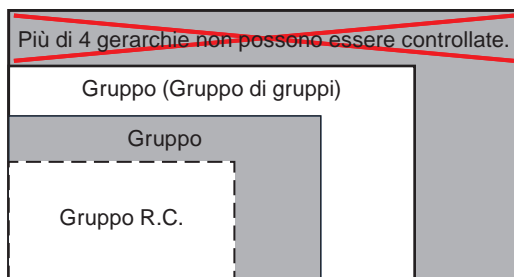 Più di 4 gerarchie non possono essere controllate.
Gruppo (Gruppo di gruppi)
Gruppo
Gruppo R.C.